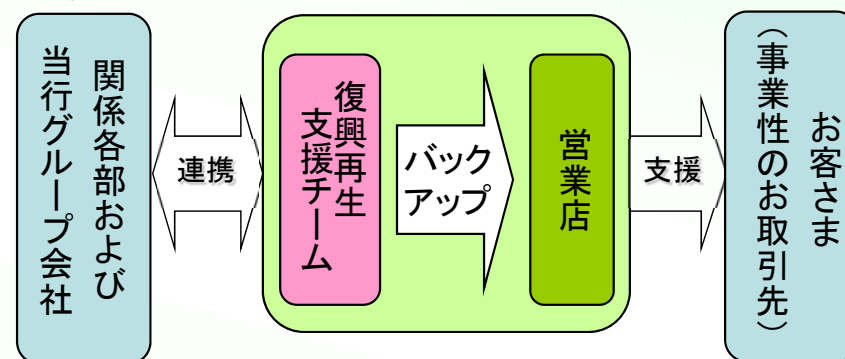 関係各部および
当行グループ会社
連携
復興再生
支援チーム
バック
アップ
営業店
支援
お客さま
（事業性のお取引先）